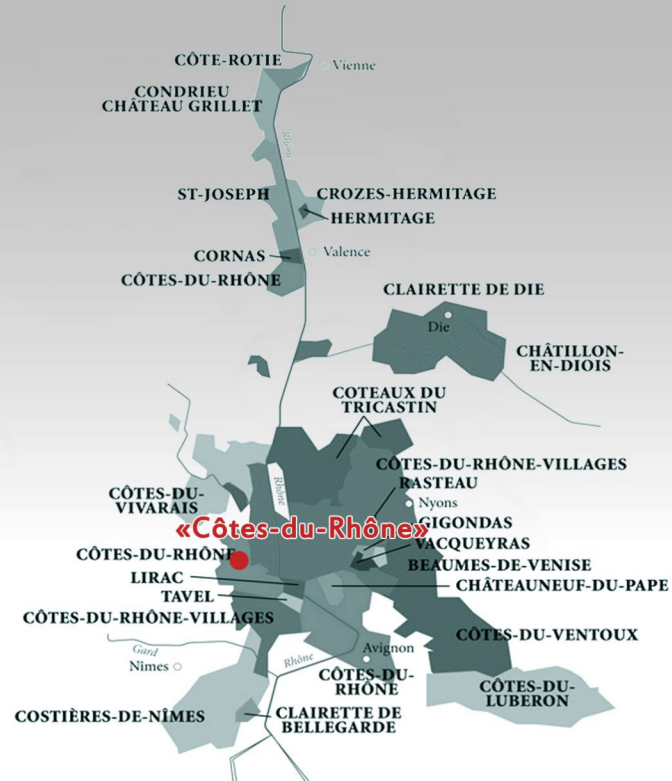 CÔTE-ROTIE
Vienne
CONDRIEU
CHÂTEAU GRILLET
Rhône
ST-JOSEPH
CROZES-HERMITAGE
HERMITAGE
CORNAS
Valence
CÔTES-DU-RHÔNE
CLAIRETTE DE DIE
Die
CHÂTILLON-
EN-DIOIS
COTEAUX DU
TRICASTIN
CÔTES-DU-RHÔNE-VILLAGES
RASTEAU
Rhône
CÔTES-DU-
VIVARAIS
Nyons
«Côtes-du-Rhône»
GIGONDAS
VACQUEYRAS
CÔTES-DU-RHÔNE
BEAUMES-DE-VENISE
LIRAC
CHÂTEAUNEUF-DU-PAPE
TAVEL
CÔTES-DU-RHÔNE-VILLAGES
CÔTES-DU-VENTOUX
Gard
Avignon
Nîmes
Rhône
CÔTES-DU-
RHÔNE
CÔTES-DU-
LUBERON
COSTIÈRES-DE-NÎMES
CLAIRETTE DE
BELLEGARDE